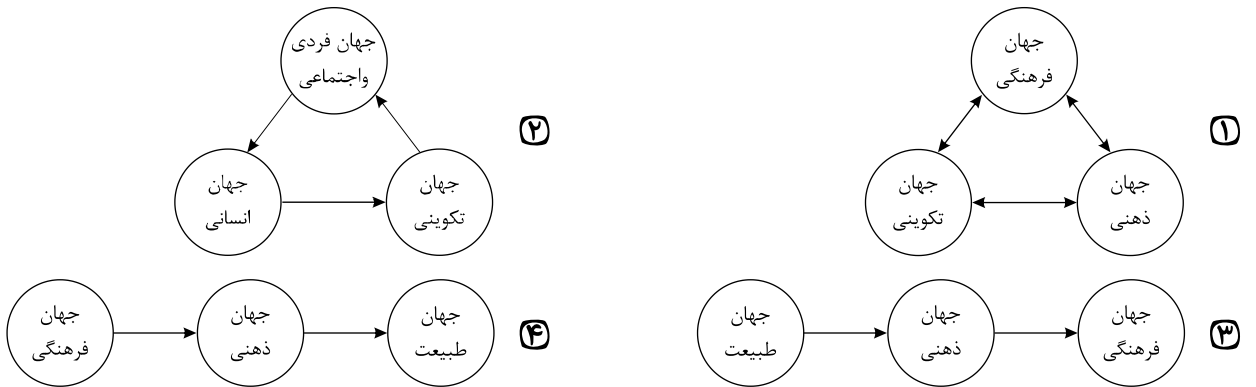 ۱
جهان
فرهنگی
جهان
ذهنی
جهان
تکوینی
۲
جهان فردی
واجتماعی
جهان
تکوینی
جهان
انسانی
۳
جهان
فرهنگی
جهان
ذهنی
جهان
طبیعت
۴
جهان
طبیعت
جهان
ذهنی
جهان
فرهنگی